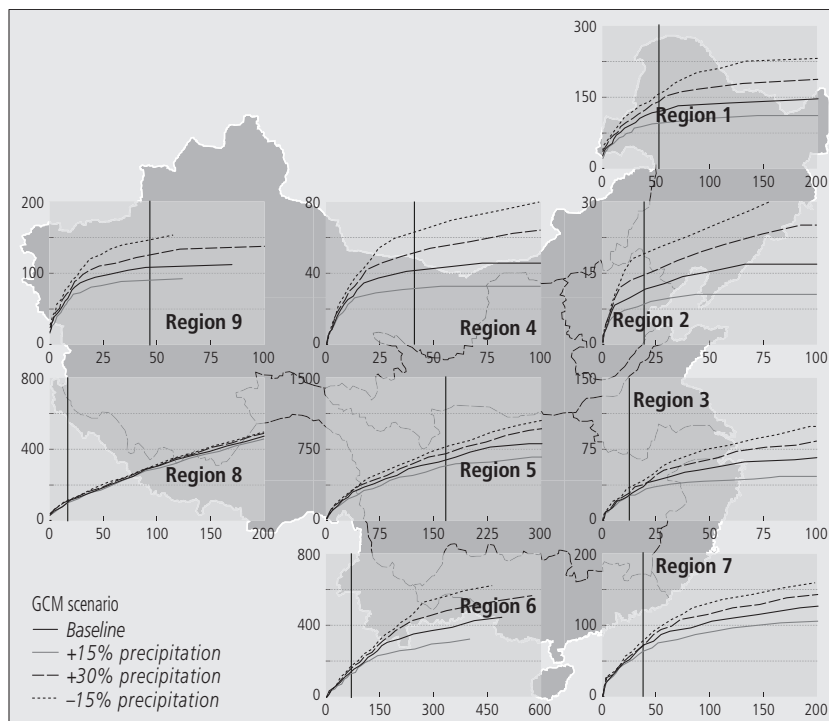 300
150
0
Region 1
0 50 100 150 200
200
100
0
Region 9
0 25 50 75 100
80
40
0
Region 4
0 25 50 75 100
30
15
0
Region 2
0 25 50 75 100
800
400
0
Region 8
0 50 100 150 200
1500
750
0
Region 5
0 75 150 225 300
150
75
0
Region 3
0 25 50 75 100
800
400
0
Region 6
0 150 300 450 600
200
100
0
Region 7
0 50 100 150 200
GCM scenario
Baseline
+15% precipitation
+30% precipitation
–15% precipitation